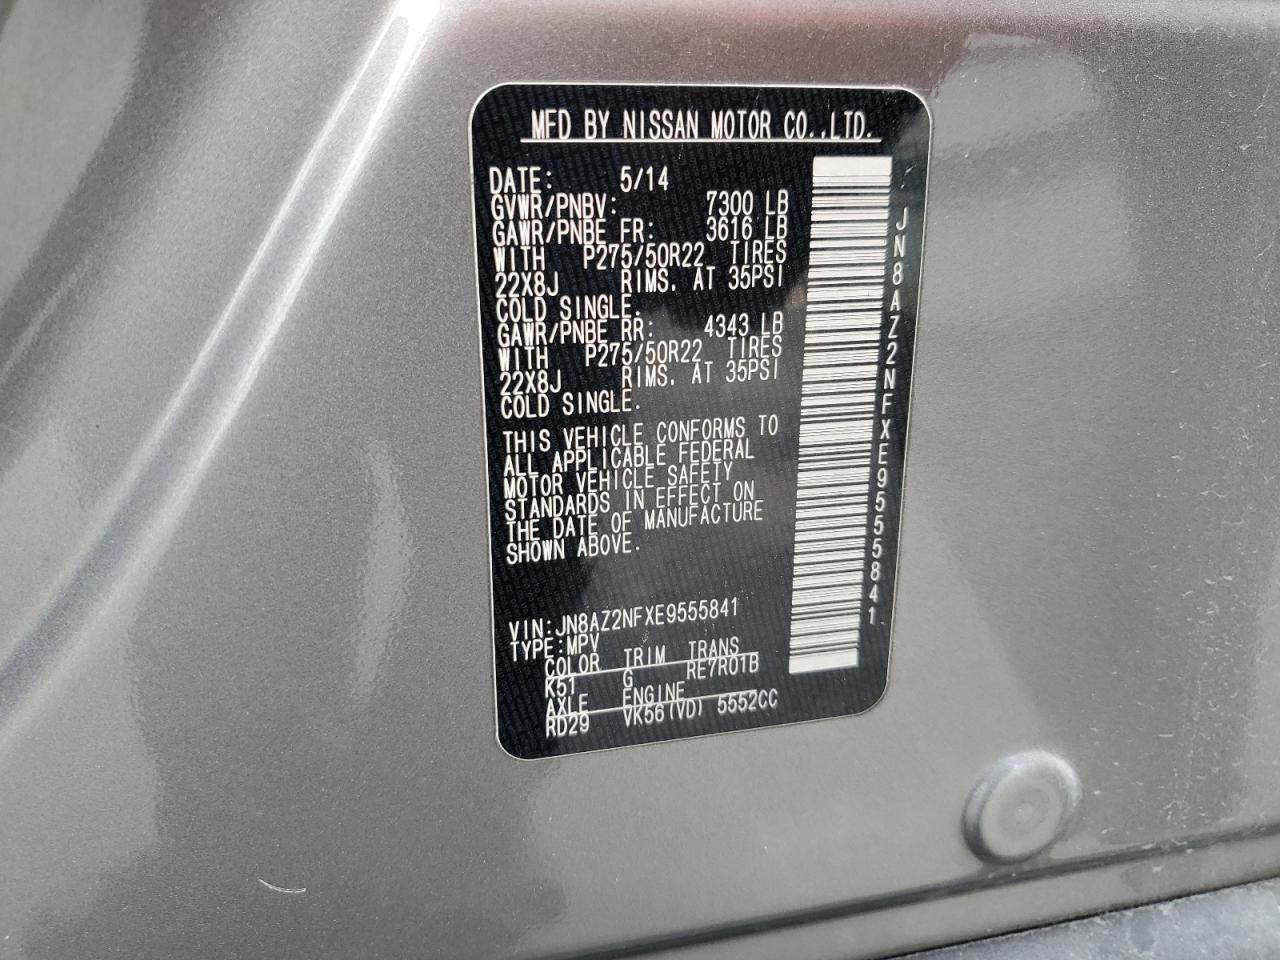 MFD BY NISSAN MOTOR CO.,LTD.
DATE: 5/14
GVWR/PNBV: 7300 LB
GAWR/PNBE FR: 3616 LB
WITH P275/50R22 TIRES
22X8J RIMS. AT 35PSI
COLD SINGLE.
GAWR/PNBE RR: 4343 LB
WITH P275/50R22 TIRES
22X8J RIMS. AT 35PSI
COLD SINGLE.
THIS VEHICLE CONFORMS TO
ALL APPLICABLE FEDERAL
MOTOR VEHICLE SAFETY
STANDARDS IN EFFECT ON
THE DATE OF MANUFACTURE
SHOWN ABOVE.
VIN:JN8AZ2NFXE9555841
TYPE:MPV
COLOR TRIM TRANS
K51 G RE7R01B
AXLE ENGINE
RD29 VK56(VD) 5552CC
JN8AZ2NFXE9555841